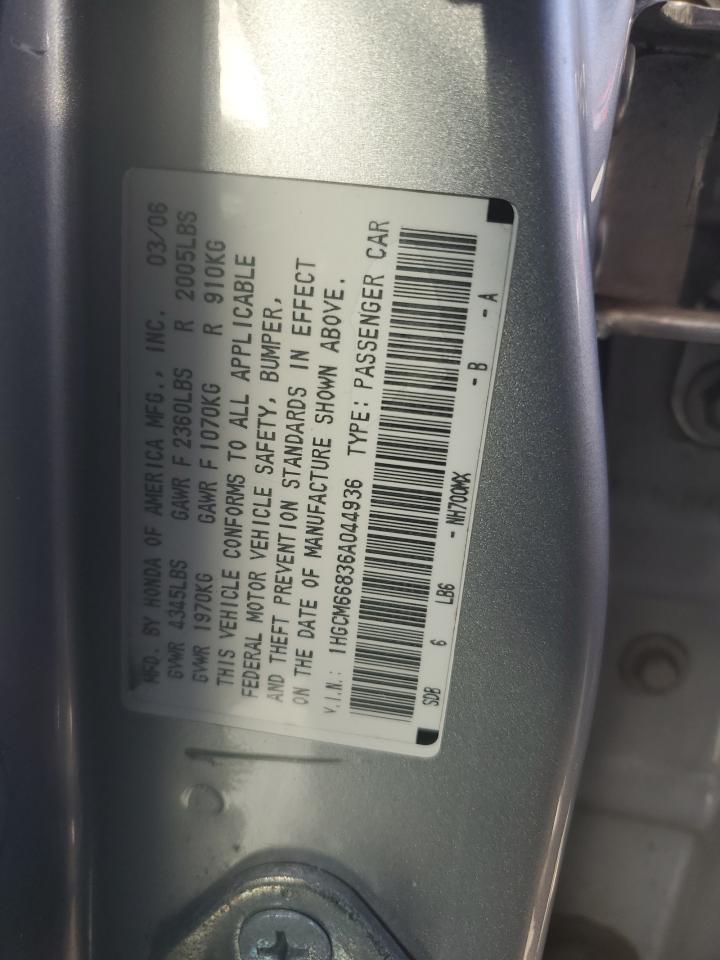 MFD. BY HONDA OF AMERICA MFG., INC. 03/06
GVWR 4345LBS GAWR F 2360LBS R 2005LBS
GVWR 1970KG GAWR F 1070KG R 910KG
THIS VEHICLE CONFORMS TO ALL APPLICABLE
FEDERAL MOTOR VEHICLE SAFETY, BUMPER,
AND THEFT PREVENTION STANDARDS IN EFFECT
ON THE DATE OF MANUFACTURE SHOWN ABOVE.
V.I.N.: 1HGCM66836A044936 TYPE: PASSENGER CAR
SDB 6 LB6 - NH700MX - B - A